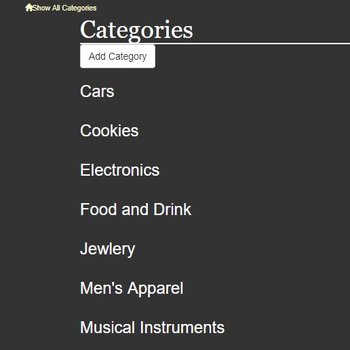 Show All Categories
Categories
Add Category
Cars
Cookies
Electronics
Food and Drink
Jewlery
Men's Apparel
Musical Instruments